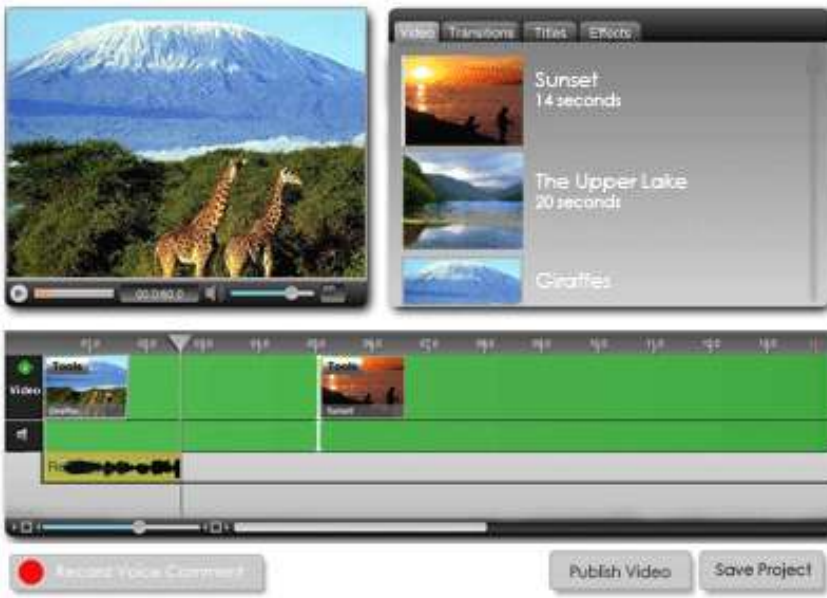 Video Transitions Titles Effects
Sunset
14 seconds
The Upper Lake
20 seconds
Giraffes
Tools
Tools
Video
Giraffes
Sunset
Record Voice Comment
Publish Video
Save Project